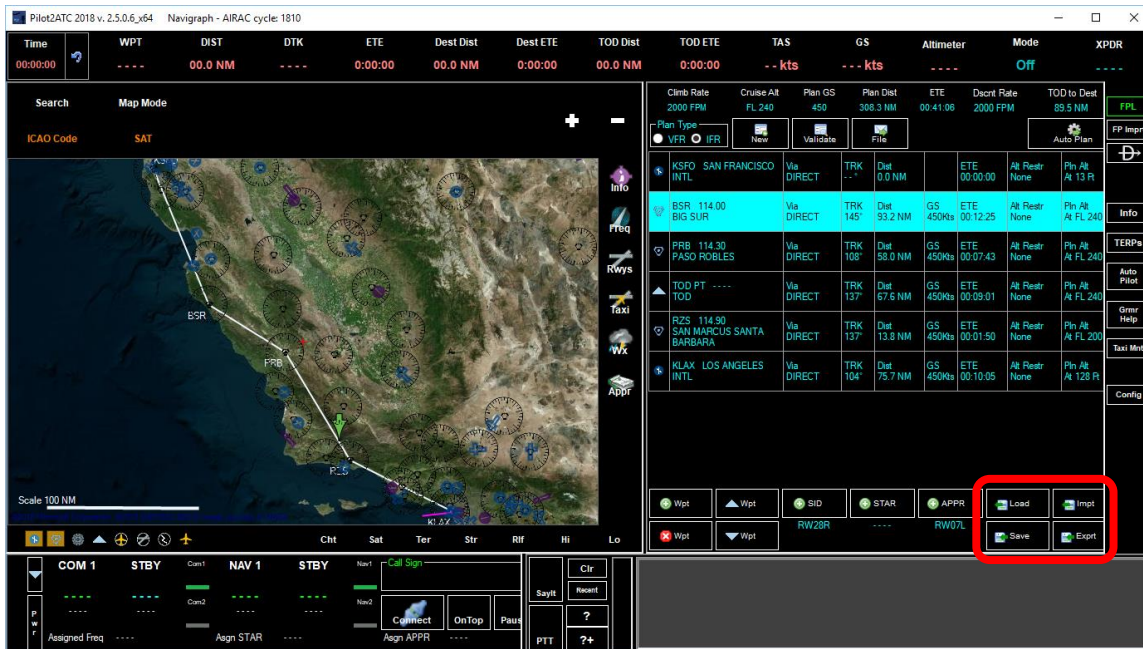 Pilot2ATC 2018 v. 2.5.0.6_x64 Navigraph - AIRAC cycle: 1810
Time WPT DIST DTK ETE Dest Dist Dest ETE TOD Dist TOD ETE TAS GS Altimeter Mode XPDR
00:00:00 - - - - 00.0 NM - - - - 0:00:00 00.0 NM 0:00:00 00.0 NM 0:00:00 - - kts - - - kts - - - - Off - - - -
Search Map Mode
ICAO Code SAT
+ -
Info
Freq
Rwys
Taxi
Wx
Appr
BSR
PRB
RZS
KLAX
Scale 100 NM
Cht Sat Ter Str Rlf Hi Lo
Climb Rate Cruise Alt Plan GS Plan Dist ETE Dscnt Rate TOD to Dest
2000 FPM FL 240 450 308.3 NM 00:41:06 2000 FPM 89.5 NM
Plan Type
VFR IFR New Validate File Auto Plan
KSFO SAN FRANCISCO INTL Via DIRECT TRK - - -° Dist 0.0 NM ETE 00:00:00 Alt Restr None Pln Alt At 13 Ft
BSR 114.00 BIG SUR Via DIRECT TRK 145° Dist 93.2 NM GS 450Kts ETE 00:12:25 Alt Restr None Pln Alt At FL 240
PRB 114.30 PASO ROBLES Via DIRECT TRK 108° Dist 58.0 NM GS 450Kts ETE 00:07:43 Alt Restr None Pln Alt At FL 240
TOD PT - - - - TOD Via DIRECT TRK 137° Dist 67.6 NM GS 450Kts ETE 00:09:01 Alt Restr None Pln Alt At FL 240
RZS 114.90 SAN MARCUS SANTA BARBARA Via DIRECT TRK 137° Dist 13.8 NM GS 450Kts ETE 00:01:50 Alt Restr None Pln Alt At FL 200
KLAX LOS ANGELES INTL Via DIRECT TRK 104° Dist 75.7 NM GS 450Kts ETE 00:10:05 Alt Restr None Pln Alt At 128 Ft
Wpt Wpt SID STAR APPR Load Impt
RW28R - - - - RW07L
Wpt Wpt Save Exprt
FPL
FP Impr
D
Info
TERPs
Auto Pilot
Grmr Help
Taxi Mnt
Config
COM 1 STBY Com1 NAV 1 STBY Nav1 Call Sign
- - - - - - - - Com2 - - - - - - - - Nav2
- - - - - - - - - - - - - - - -
Connect OnTop Paus
Pwr
Assigned Freq - - - - Asgn STAR - - - - Asgn APPR - - - -
SayIt
PTT
Clr
Recent
?
?+